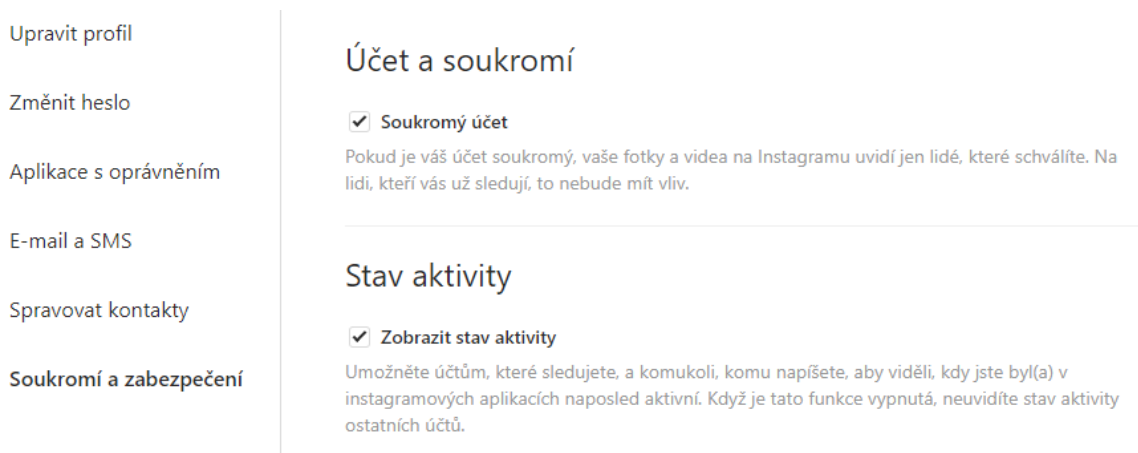 Upravit profil
Změnit heslo
Aplikace s oprávněním
E-mail a SMS
Spravovat kontakty
Soukromí a zabezpečení
Účet a soukromí
Soukromý účet
Pokud je váš účet soukromý, vaše fotky a videa na Instagramu uvidí jen lidé, které schválíte. Na
lidi, kteří vás už sledují, to nebude mít vliv.
Stav aktivity
Zobrazit stav aktivity
Umožněte účtům, které sledujete, a komukoli, komu napíšete, aby viděli, kdy jste byl(a) v
instagramových aplikacích naposled aktivní. Když je tato funkce vypnutá, neuvidíte stav aktivity
ostatních účtů.